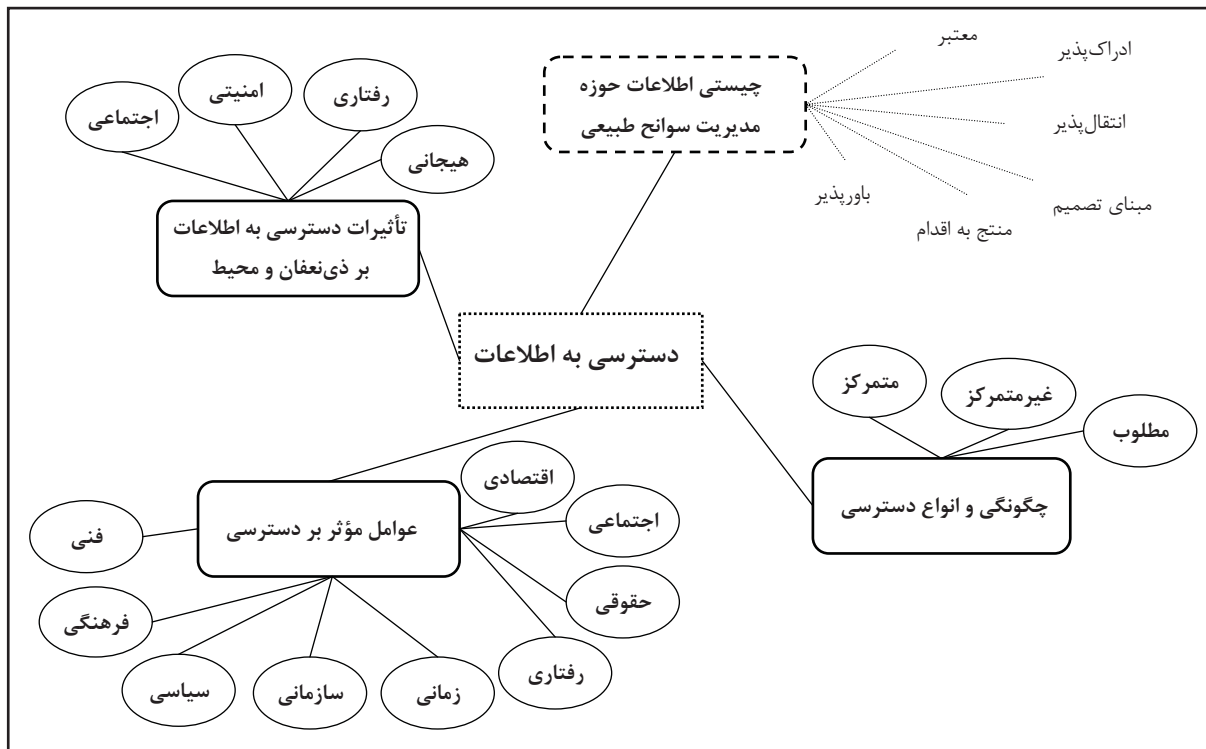 معتبر
ادراک‌پذیر
انتقال‌پذیر
مبنای تصمیم
منتج به اقدام
باورپذیر
چیستی اطلاعات حوزه
مدیریت سوانح طبیعی
اجتماعی
امنیتی
رفتاری
هیجانی
تأثیرات دسترسی به اطلاعات
بر ذی‌نعفان و محیط
دسترسی به اطلاعات
متمرکز
غیرمتمرکز
مطلوب
چگونگی و انواع دسترسی
اقتصادی
اجتماعی
حقوقی
رفتاری
زمانی
سازمانی
سیاسی
فرهنگی
فنی
عوامل مؤثر بر دسترسی